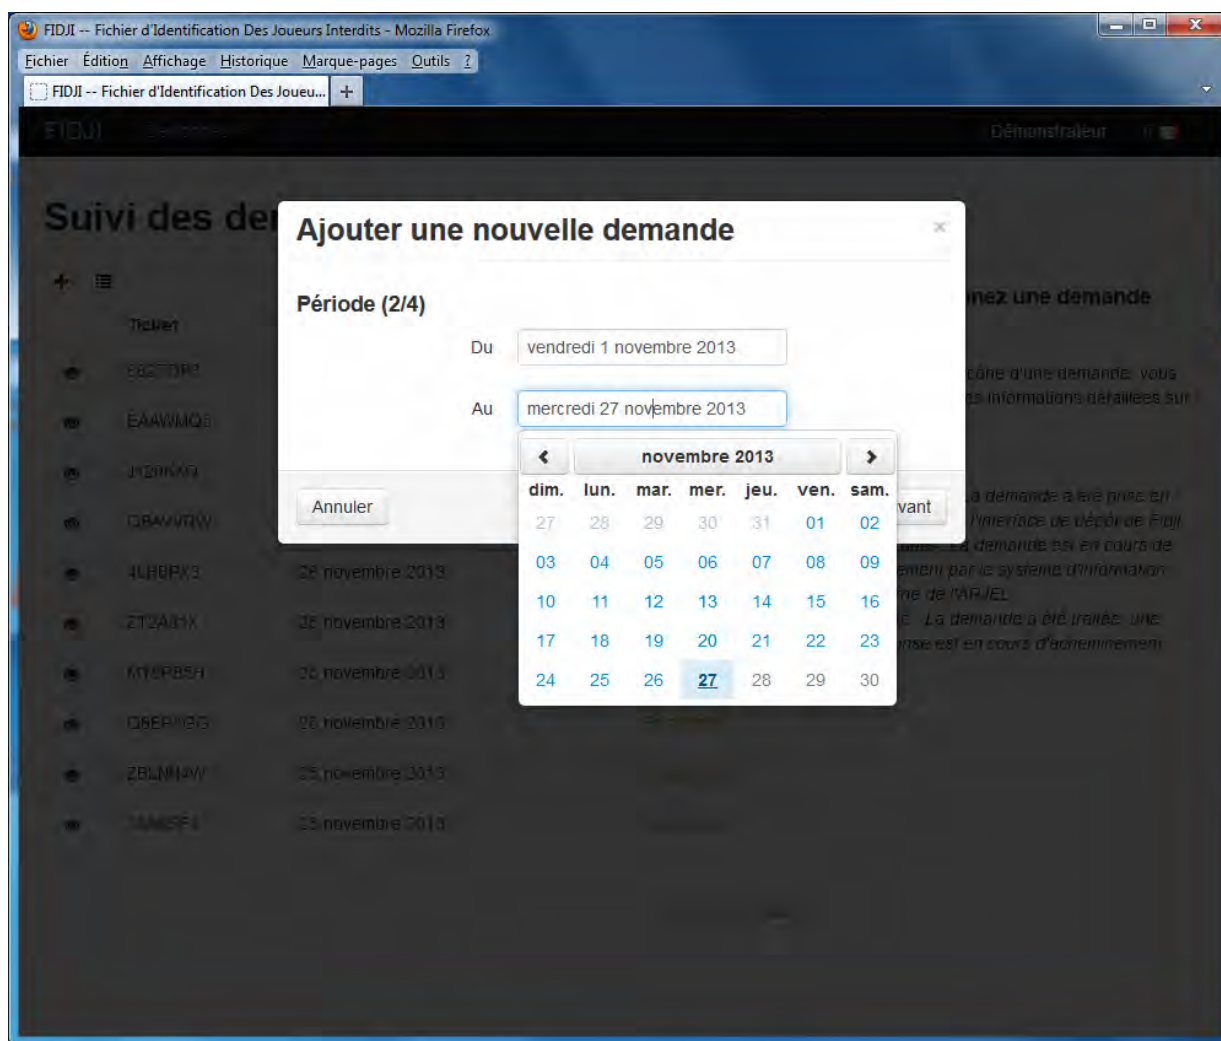 FIDJI -- Fichier d'Identification Des Joueurs Interdits - Mozilla Firefox
Fichier Édition Affichage Historique Marque-pages Outils ?
FIDJI -- Fichier d'Identification Des Joueu... +
FIDJI
Démonstrateur
Suivi des de
Ajouter une nouvelle demande ×
nez une demande
Période (2/4)
Ticket
Du vendredi 1 novembre 2013
cône d'une demande, vous
es informations détaillées sur
Au mercredi 27 novembre 2013
novembre 2013
dim. lun. mar. mer. jeu. ven. sam.
Annuler
vant
27 28 29 30 31 01 02
03 04 05 06 07 08 09
10 11 12 13 14 15 16
17 18 19 20 21 22 23
24 25 26 27 28 29 30
a demande a été prise en
l'interface de dépôt de Fidji
La demande est en cours de
ement par le système d'information
ne de l'ARJEL
La demande a été traitée, une
nse est en cours d'acheminement
26 novembre 2013
26 novembre 2013
26 novembre 2013
26 novembre 2013
25 novembre 2013
25 novembre 2013